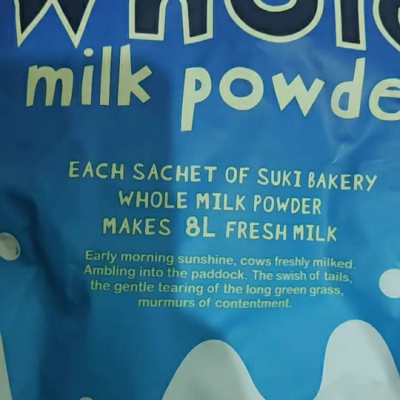 whole
milk powde
EACH SACHET OF SUKI BAKERY
WHOLE MILK POWDER
MAKES 8L FRESH MILK
Early morning sunshine, cows freshly milked.
Ambling into the paddock. The swish of tails,
the gentle tearing of the long green grass,
murmurs of contentment.